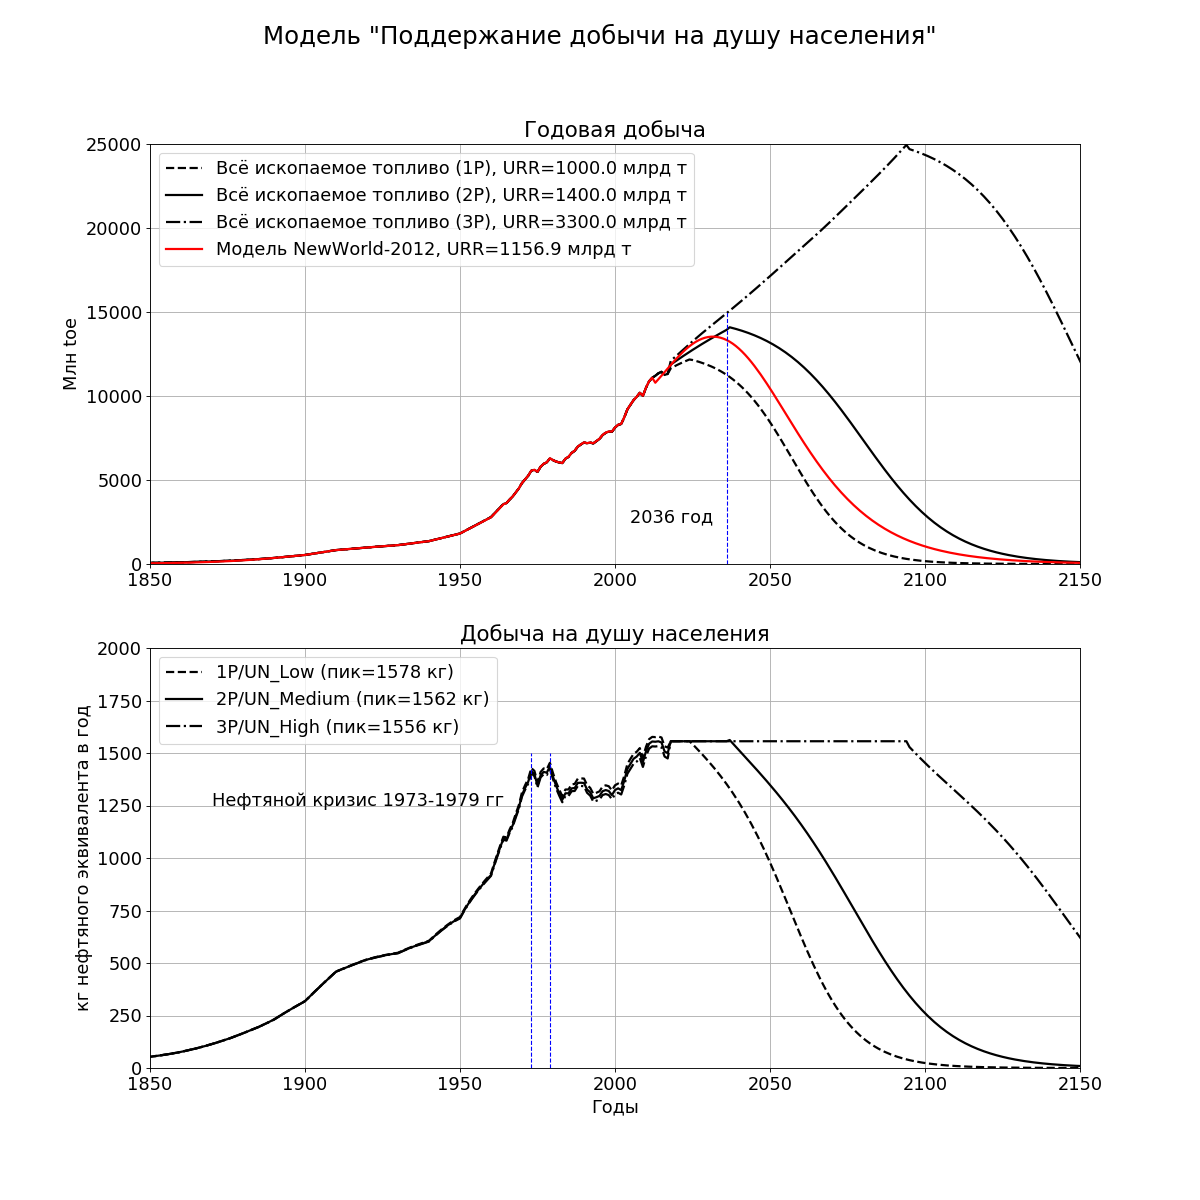 Модель "Поддержание добычи на душу населения"
Годовая добыча
25000
20000
15000
10000
5000
0
Млн toe
Всё ископаемое топливо (1P), URR=1000.0 млрд т
Всё ископаемое топливо (2P), URR=1400.0 млрд т
Всё ископаемое топливо (3P), URR=3300.0 млрд т
Модель NewWorld-2012, URR=1156.9 млрд т
2036 год
1850 1900 1950 2000 2050 2100 2150
Добыча на душу населения
2000
1750
1500
1250
1000
750
500
250
0
кг нефтяного эквивалента в год
1P/UN_Low (пик=1578 кг)
2P/UN_Medium (пик=1562 кг)
3P/UN_High (пик=1556 кг)
Нефтяной кризис 1973-1979 гг
1850 1900 1950 2000 2050 2100 2150
Годы